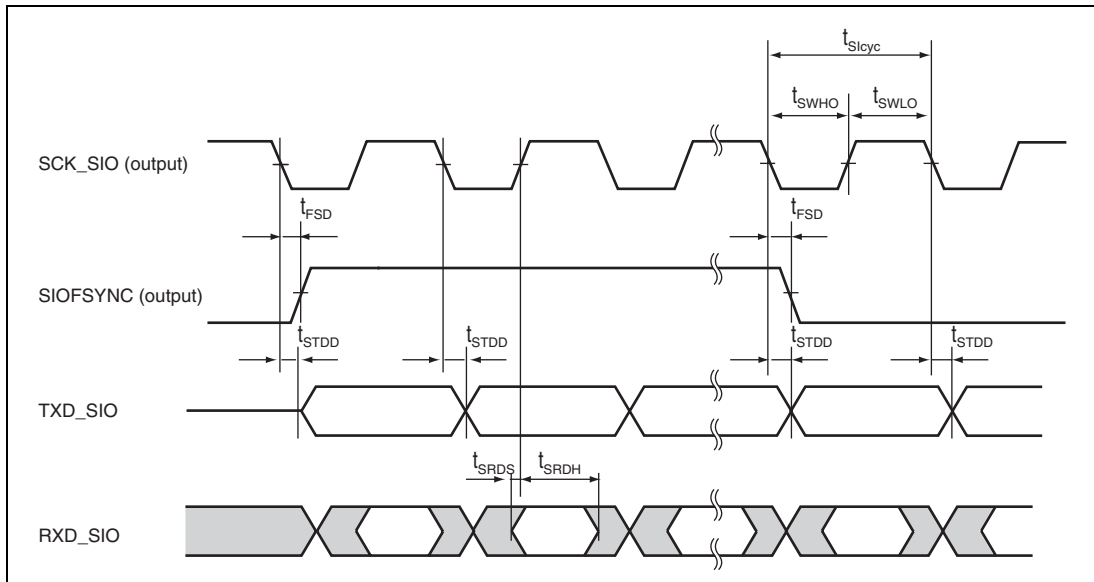 tSIcyc
tSWHO tSWLO
SCK_SIO (output)
tFSD tFSD
SIOFSYNC (output)
tSTDD tSTDD tSTDD tSTDD
TXD_SIO
tSRDS tSRDH
RXD_SIO